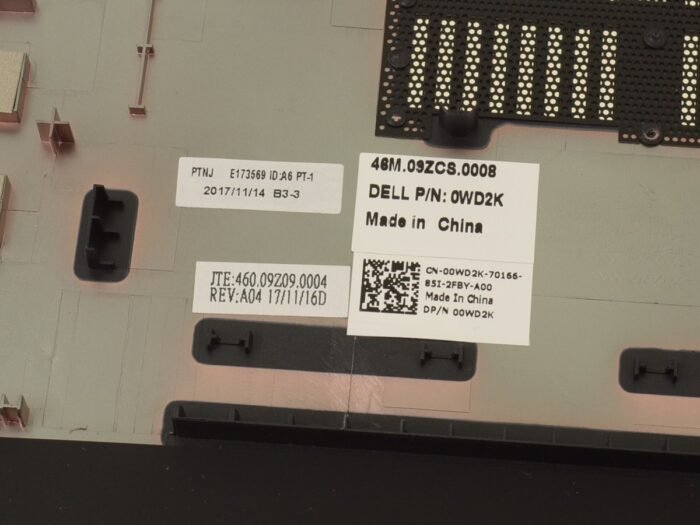 PTNJ E173569 ID:A6 PT-1
2017/11/14 B3-3
46M.09ZCS.0008
DELL P/N: 0WD2K
Made in China
JTE:460.09Z09.0004
REV:A04 17/11/16D
CN-00WD2K-70166-
85I-2FBY-A00
Made In China
DP/N 00WD2K